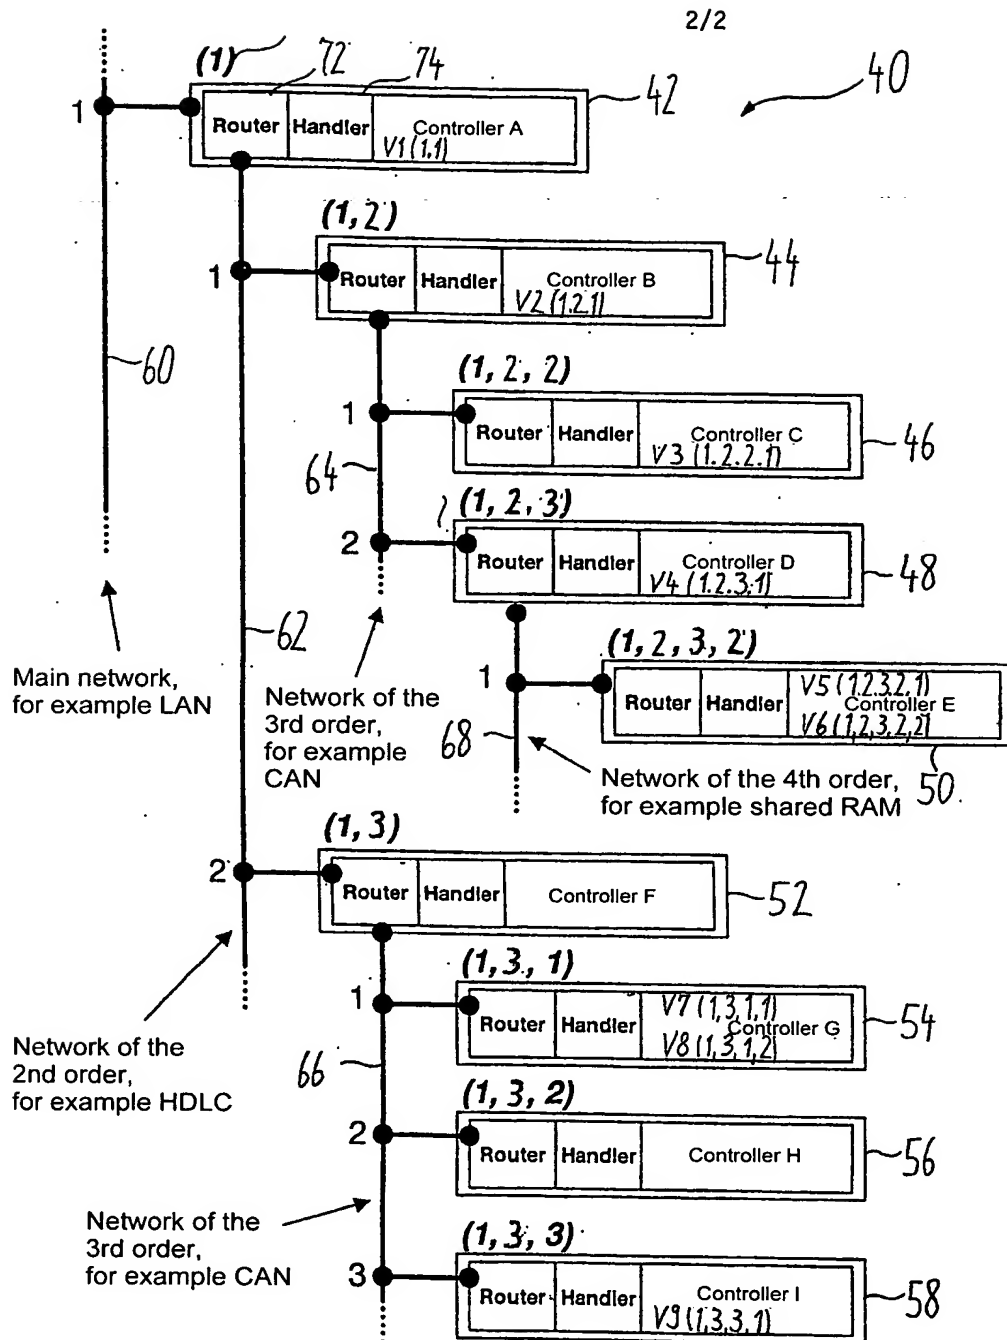 2/2
(1)
72
74
42
40
1
Router
Handler
Controller A
V1 (1.1)
(1,2)
44
1
Router
Handler
Controller B
V2 (1.2.1)
60
(1, 2, 2)
1
Router
Handler
Controller C
V3 (1.2.2.1)
46
64
(1, 2, 3)
2
Router
Handler
Controller D
V4 (1.2.3.1)
48
62
Main network,
for example LAN
(1, 2, 3, 2)
1
Router
Handler
V5 (1.2.3.2.1)
Controller E
V6 (1,2,3,2,2)
50
Network of the
3rd order,
for example
CAN
68
Network of the 4th order,
for example shared RAM
(1, 3)
2
Router
Handler
Controller F
52
(1, 3, 1)
1
Router
Handler
V7 (1,3,1,1)
Controller G
V8 (1,3,1,2)
54
Network of the
2nd order,
for example HDLC
66
(1, 3, 2)
2
Router
Handler
Controller H
56
Network of the
3rd order,
for example CAN
(1, 3, 3)
3
Router
Handler
Controller I
V9 (1,3,3,1)
58